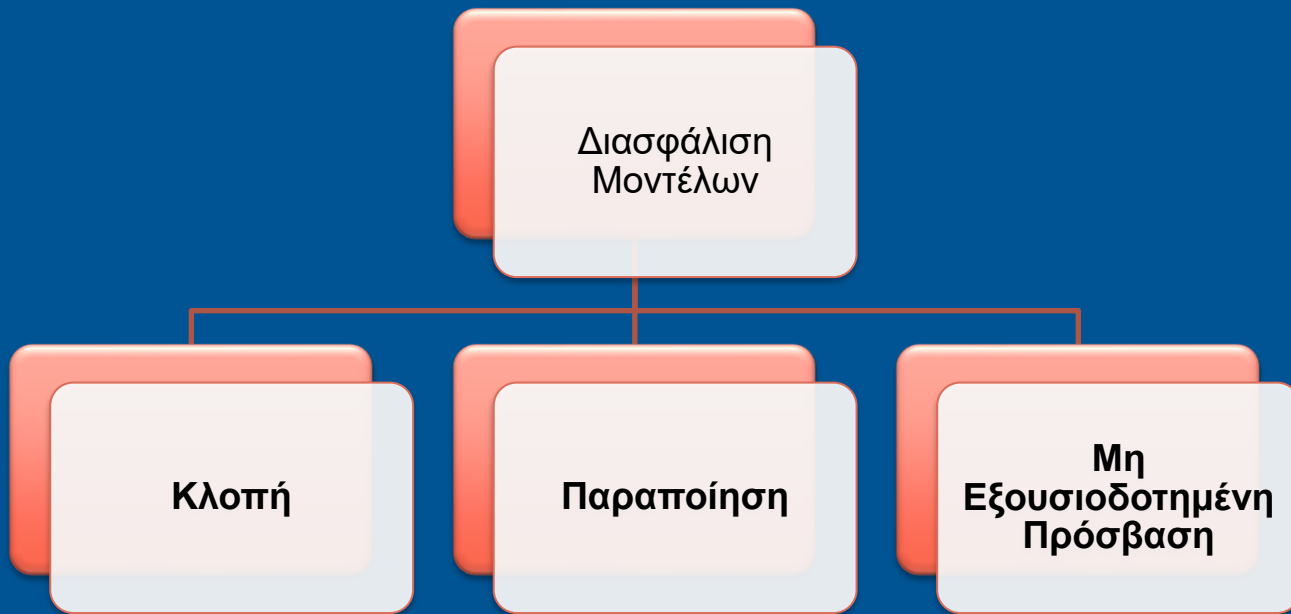 Διασφάλιση
Μοντέλων
Κλοπή
Παραποίηση
Μη
Εξουσιοδοτημένη
Πρόσβαση